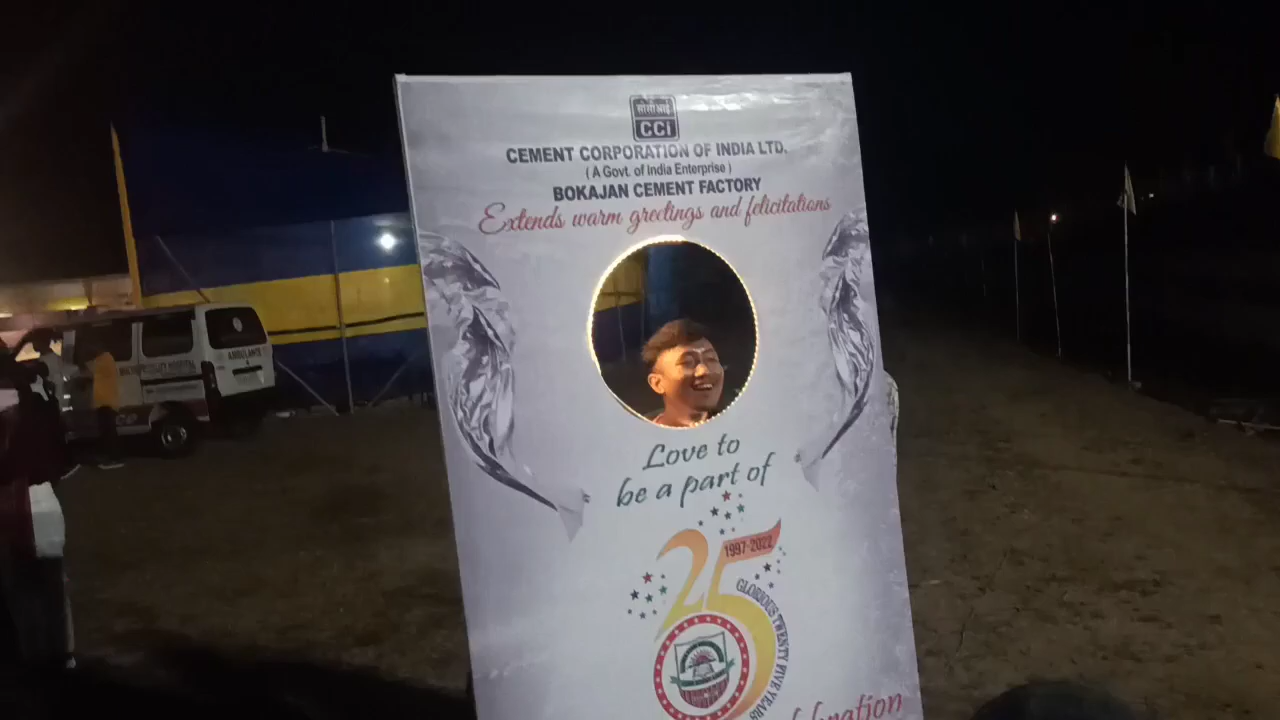 सीसीआई
CCI
CEMENT CORPORATION OF INDIA LTD.
( A Govt. of India Enterprise )
BOKAJAN CEMENT FACTORY
Extends warm greetings and felicitations
Love to
be a part of
25
1997-2022
GLORIOUS TWENTY FIVE YEARS
AMBULANCE